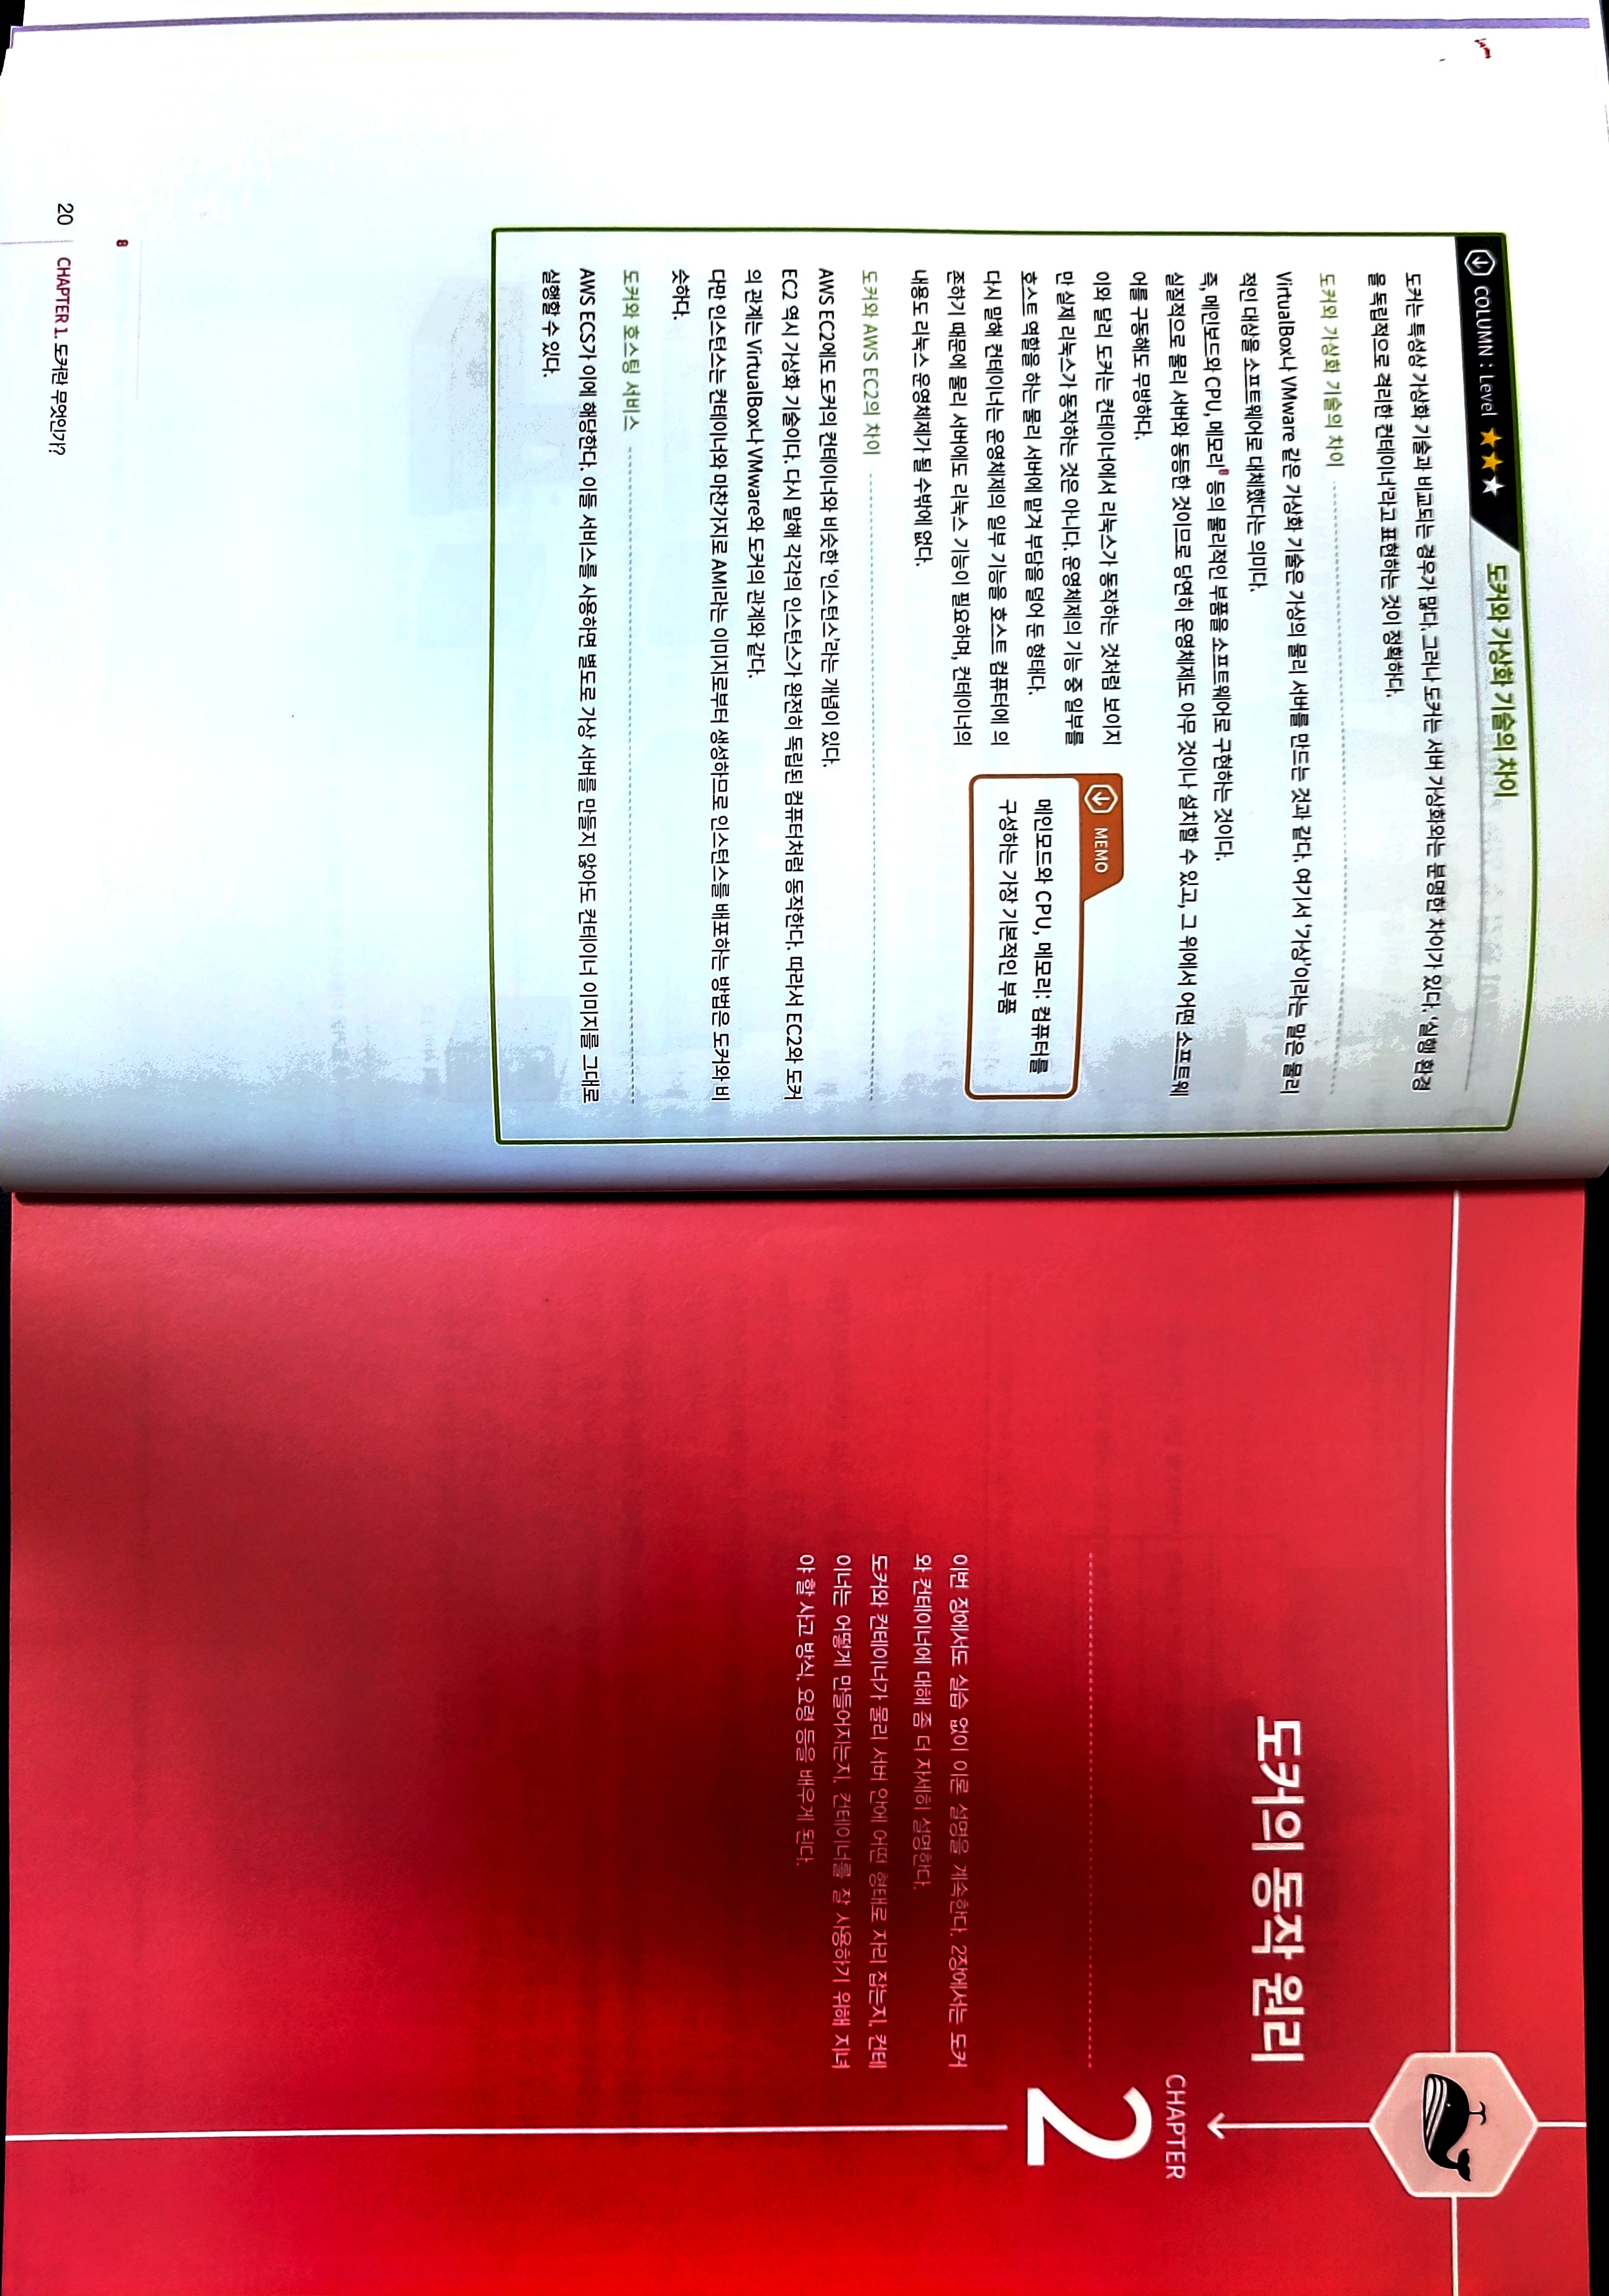 COLUMN : Level ★★★ 도커와 가상화 기술의 차이
도커는 특성상 가상화 기술과 비교되는 경우가 많다. 그러나 도커는 서버 가상화와는 분명한 차이가 있다. ‘실행 환경
을 독립적으로 격리한 컨테이너’라고 표현하는 것이 정확하다.
도커와 가상화 기술의 차이
VirtualBox나 VMware 같은 가상화 기술은 가상의 물리 서버를 만드는 것과 같다. 여기서 ‘가상’이라는 말은 물리
적인 대상을 소프트웨어로 대체했다는 의미다.
즉, 메인보드와 CPU, 메모리8 등의 물리적인 부품을 소프트웨어로 구현하는 것이다.
실질적으로 물리 서버와 동등한 것이므로 당연히 운영체제도 아무 것이나 설치할 수 있고, 그 위에서 어떤 소프트웨
어를 구동해도 무방하다.
이와 달리 도커는 컨테이너에서 리눅스가 동작하는 것처럼 보이지
만 실제 리눅스가 동작하는 것은 아니다. 운영체제의 기능 중 일부를
호스트 역할을 하는 물리 서버에 맡겨 부담을 덜어 둔 형태다.
다시 말해 컨테이너는 운영체제의 일부 기능을 호스트 컴퓨터에 의
존하기 때문에 물리 서버에도 리눅스 기능이 필요하며, 컨테이너의
내용도 리눅스 운영체제가 될 수밖에 없다.
MEMO
메인모드와 CPU, 메모리: 컴퓨터를
구성하는 가장 기본적인 부품
도커와 AWS EC2의 차이
AWS EC2에도 도커의 컨테이너와 비슷한 ‘인스턴스’라는 개념이 있다.
EC2 역시 가상화 기술이다. 다시 말해 각각의 인스턴스가 완전히 독립된 컴퓨터처럼 동작한다. 따라서 EC2와 도커
의 관계는 VirtualBox나 VMware와 도커의 관계와 같다.
다만 인스턴스는 컨테이너와 마찬가지로 AMI라는 이미지로부터 생성하므로 인스턴스를 배포하는 방법은 도커와 비
슷하다.
도커와 호스팅 서비스
AWS ECS가 이에 해당한다. 이들 서비스를 사용하면 별도로 가상 서버를 만들지 않아도 컨테이너 이미지를 그대로
실행할 수 있다.
8
20 CHAPTER 1. 도커란 무엇인가?
도커의 동작 원리
CHAPTER
2
이번 장에서도 실습 없이 이론 설명을 계속한다. 2장에서는 도커
와 컨테이너에 대해 좀 더 자세히 설명한다.
도커와 컨테이너가 물리 서버 안에 어떤 형태로 자리 잡는지, 컨테
이너는 어떻게 만들어지는지, 컨테이너를 잘 사용하기 위해 지녀
야 할 사고 방식, 요령 등을 배우게 된다.